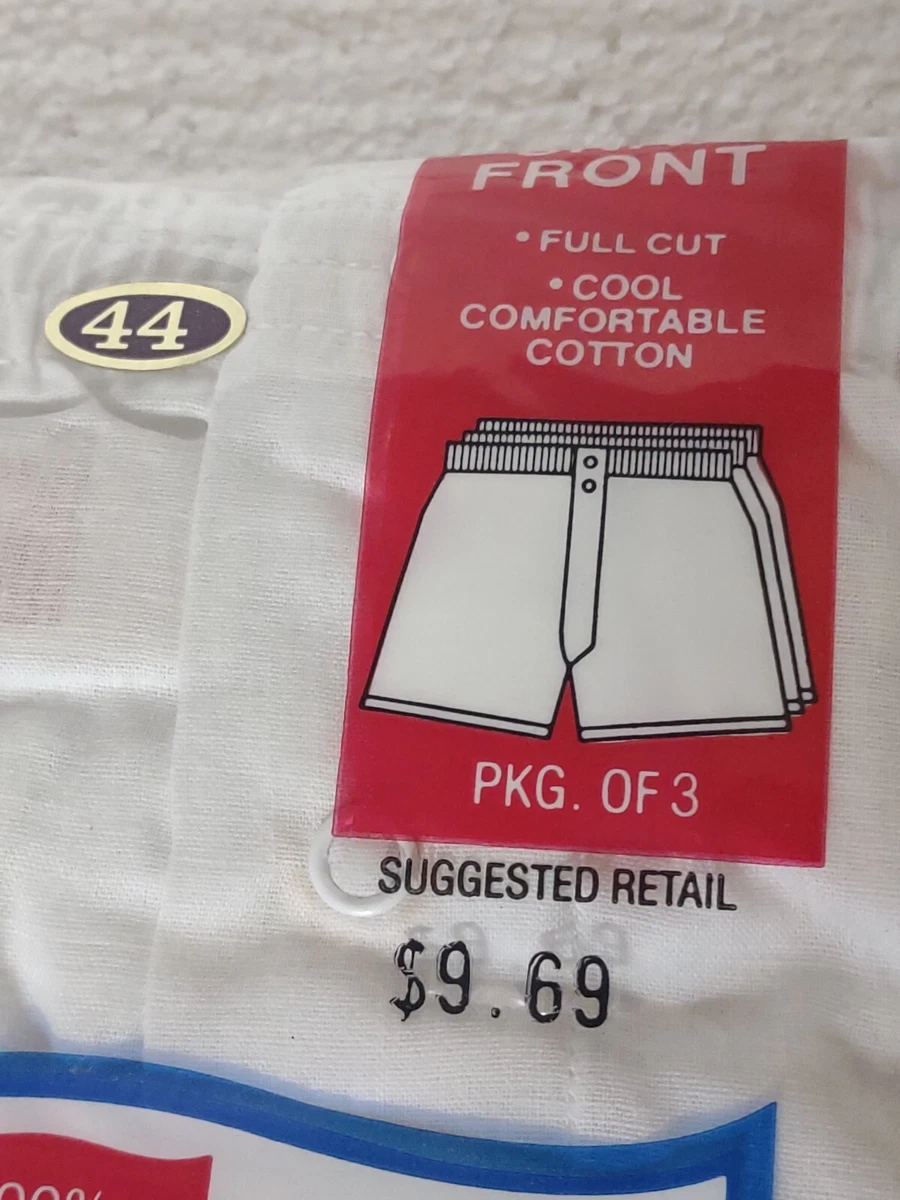 FRONT
• FULL CUT
• COOL
COMFORTABLE
COTTON
44
PKG. OF 3
SUGGESTED RETAIL
$9.69